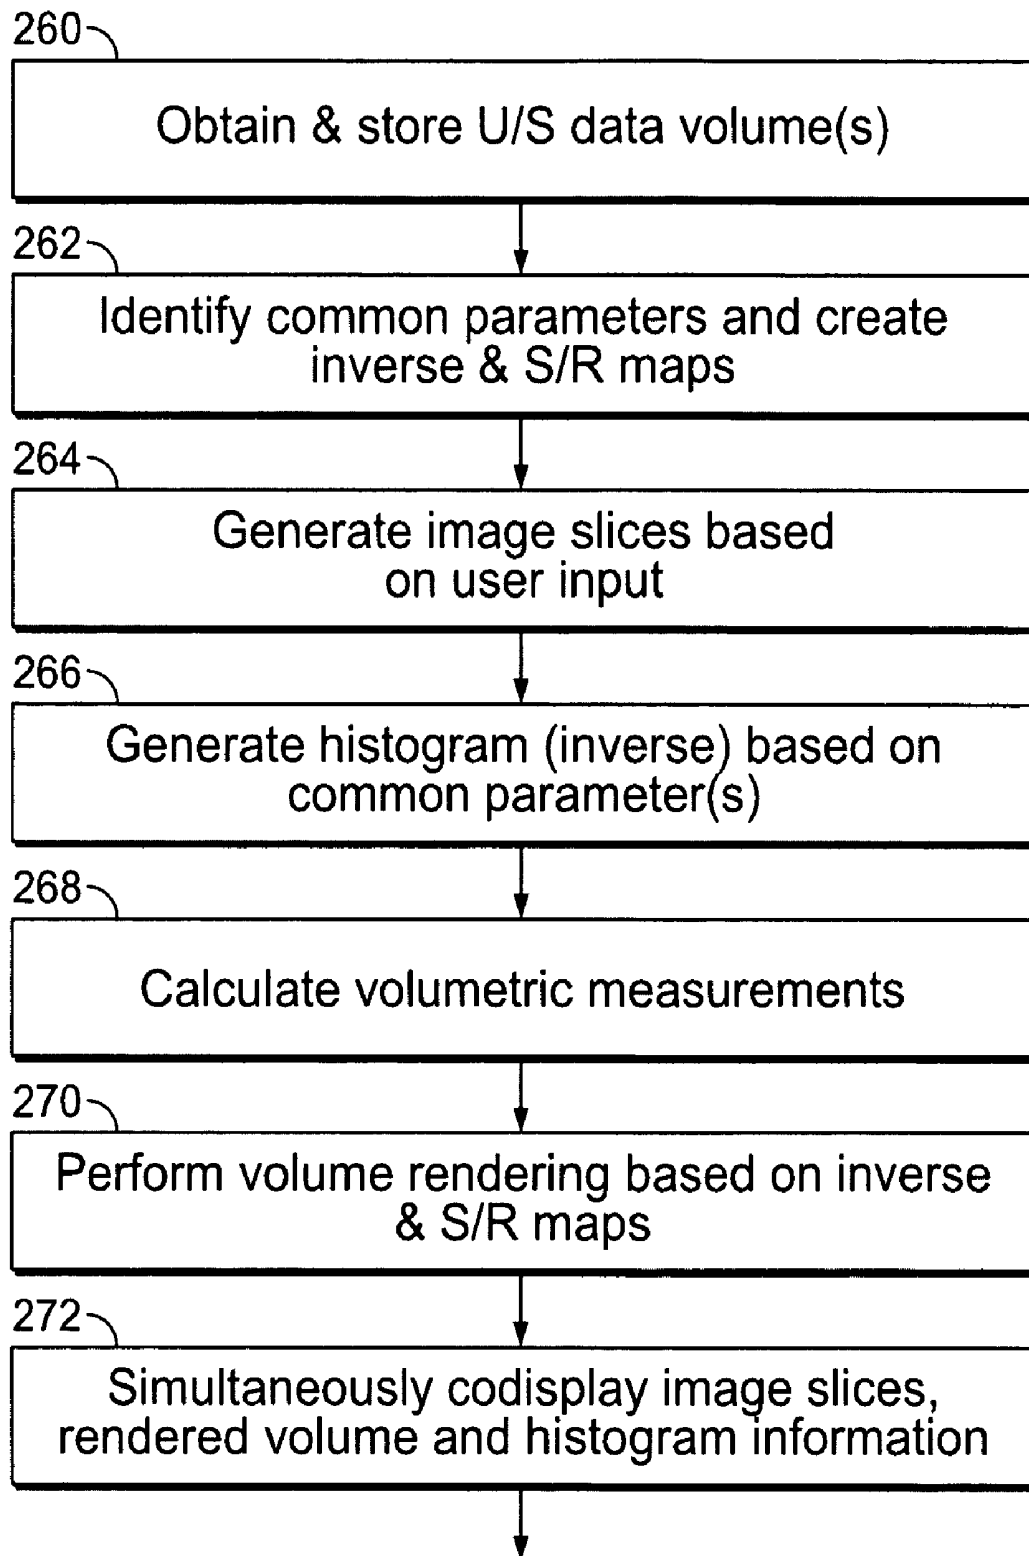 260
Obtain & store U/S data volume(s)
262
Identify common parameters and create
inverse & S/R maps
264
Generate image slices based
on user input
266
Generate histogram (inverse) based on
common parameter(s)
268
Calculate volumetric measurements
270
Perform volume rendering based on inverse
& S/R maps
272
Simultaneously codisplay image slices,
rendered volume and histogram information